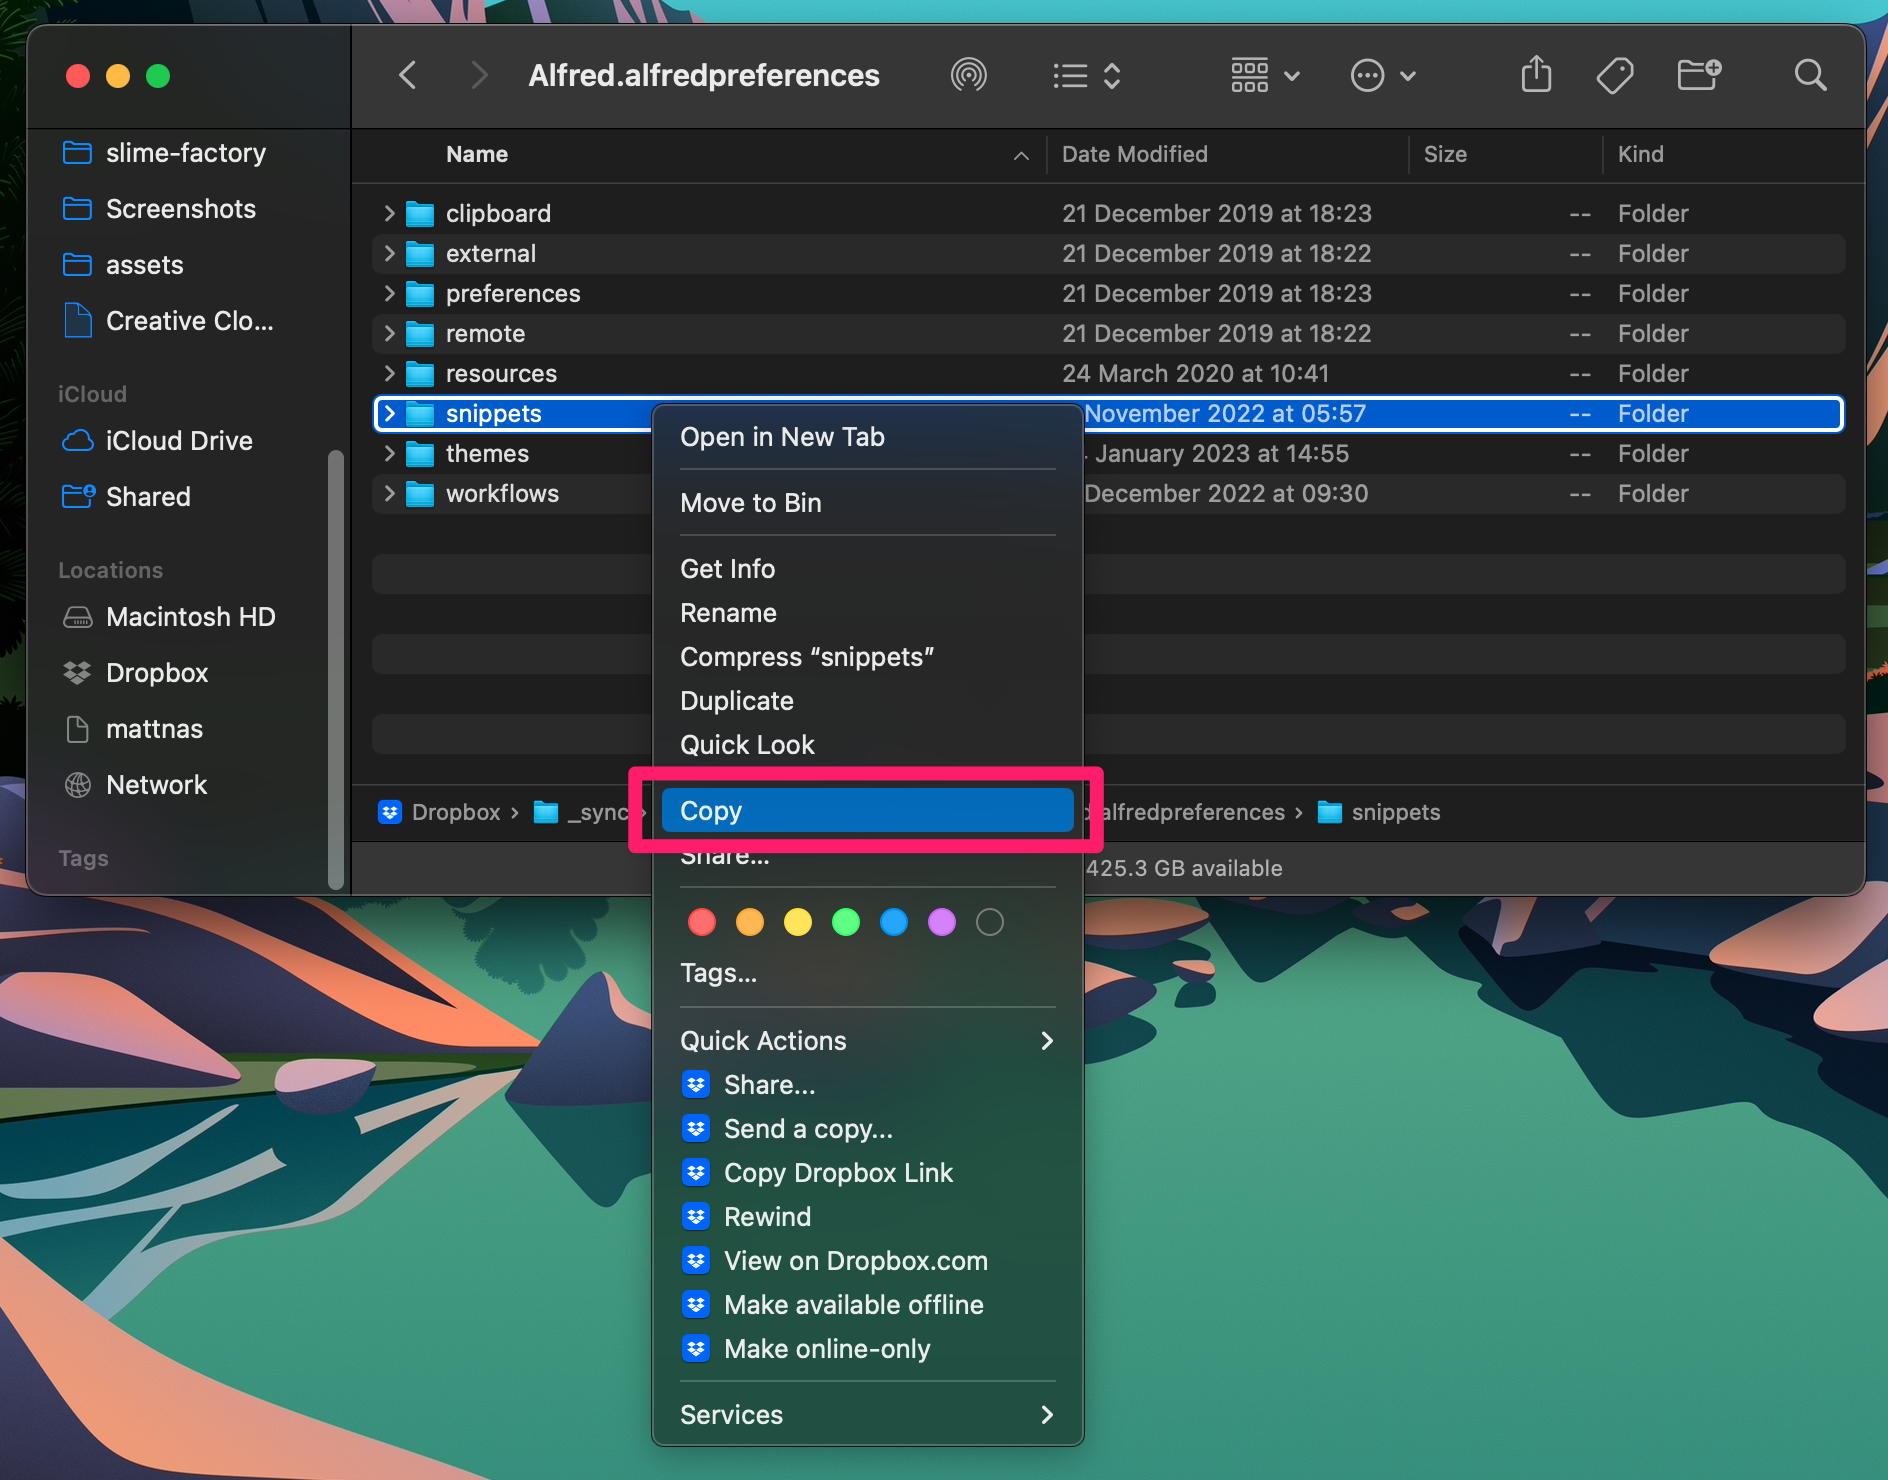 Alfred.alfredpreferences
slime-factory
Screenshots
assets
Creative Clo...
iCloud
iCloud Drive
Shared
Locations
Macintosh HD
Dropbox
mattnas
Network
Tags
Name Date Modified Size Kind
clipboard 21 December 2019 at 18:23 -- Folder
external 21 December 2019 at 18:22 -- Folder
preferences 21 December 2019 at 18:23 -- Folder
remote 21 December 2019 at 18:22 -- Folder
resources 24 March 2020 at 10:41 -- Folder
snippets November 2022 at 05:57 -- Folder
themes January 2023 at 14:55 -- Folder
workflows December 2022 at 09:30 -- Folder
Dropbox › _sync alfredpreferences › snippets
425.3 GB available
Open in New Tab
Move to Bin
Get Info
Rename
Compress “snippets”
Duplicate
Quick Look
Copy
Share...
Tags...
Quick Actions
Share...
Send a copy...
Copy Dropbox Link
Rewind
View on Dropbox.com
Make available offline
Make online-only
Services